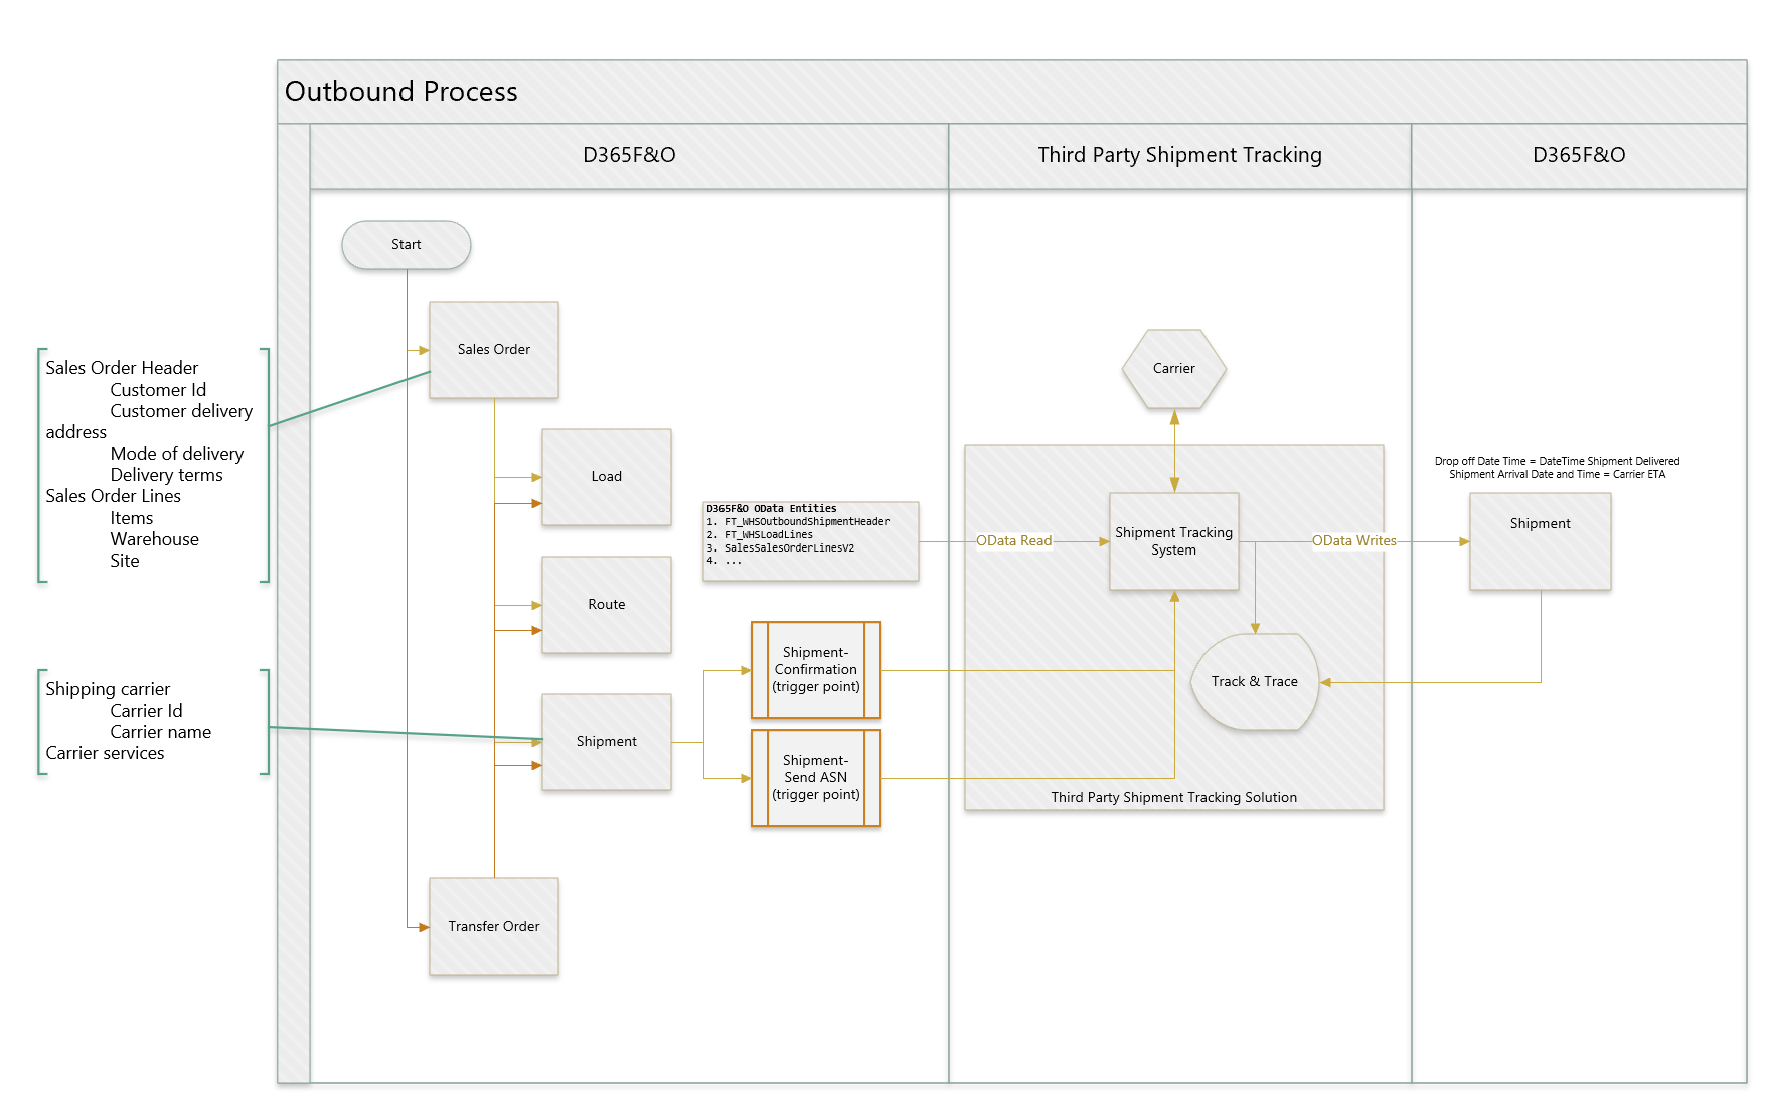 Outbound Process
D365F&O
Third Party Shipment Tracking
D365F&O
Start
Sales Order
Sales Order Header
Customer Id
Customer delivery
address
Mode of delivery
Delivery terms
Sales Order Lines
Items
Warehouse
Site
Carrier
Load
Drop off Date Time = DateTime Shipment Delivered
Shipment Arrivall Date and Time = Carrier ETA
D365F&O OData Entities
1. FT_WHSOutboundShipmentHeader
2. FT_WHSLoadLines
3. SalesSalesOrderLinesV2
4. ...
OData Read
Shipment Tracking
System
OData Writes
Shipment
Route
Shipment-
Confirmation
(trigger point)
Track & Trace
Shipping carrier
Carrier Id
Carrier name
Carrier services
Shipment
Shipment-
Send ASN
(trigger point)
Third Party Shipment Tracking Solution
Transfer Order